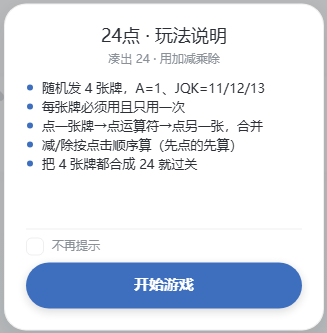 24点 · 玩法说明
凑出 24 · 用加减乘除
随机发 4 张牌，A=1、JQK=11/12/13
每张牌必须用且只用一次
点一张牌→点运算符→点另一张，合并
减/除按点击顺序算（先点的先算）
把 4 张牌都合成 24 就过关
不再提示
开始游戏